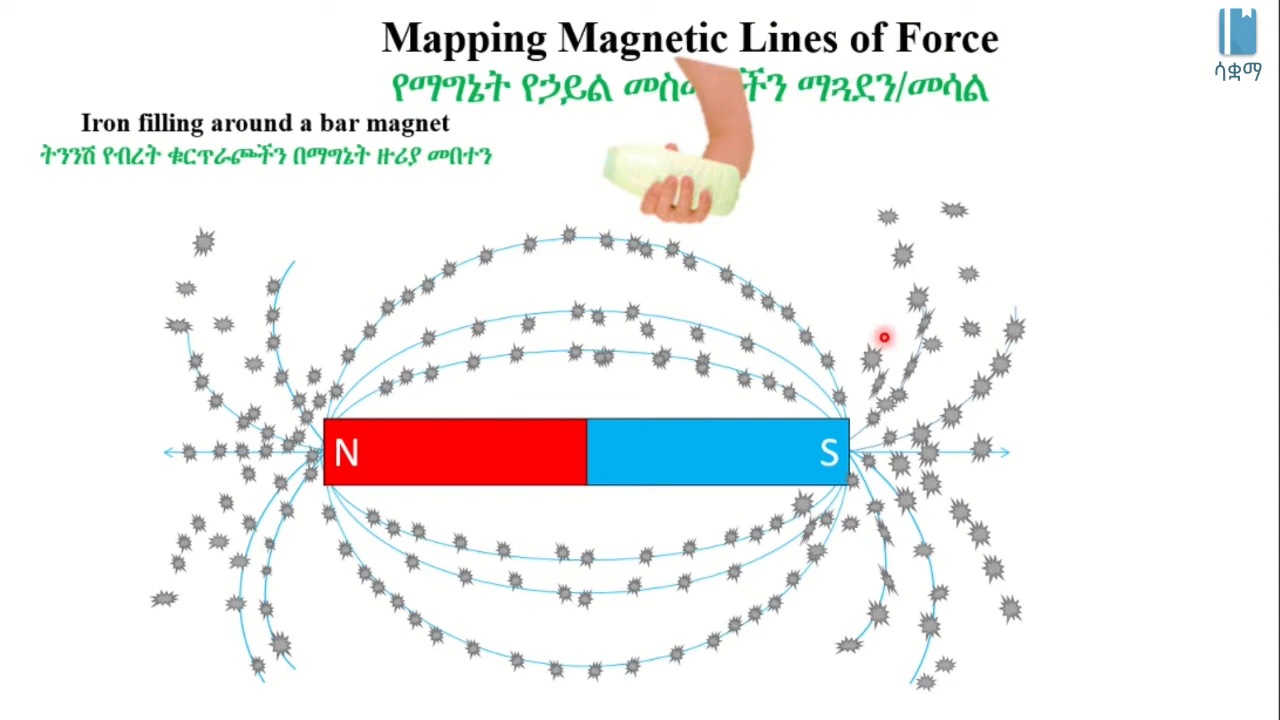 Mapping Magnetic Lines of Force
የማግኔት የኃይል ማጓደን/መሳል
ሳቋማ
Iron filling around a bar magnet
ትንንሽ የብረት ቁርጥራጮችን በማግኔት ዙሪያ መበተን
N
S